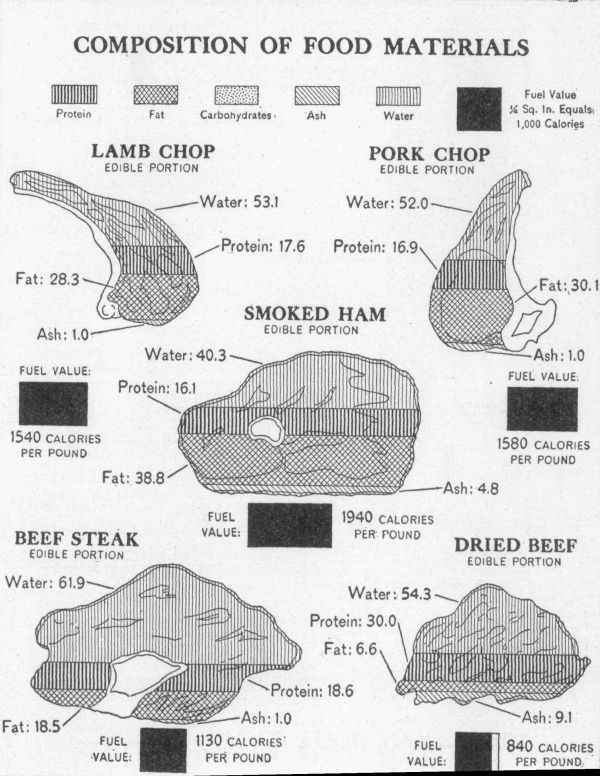 COMPOSITION OF FOOD MATERIALS
Protein
Fat
Carbohydrates
Ash
Water
Fuel Value
¼ Sq. In. Equals
1,000 Calories
LAMB CHOP
EDIBLE PORTION
Water: 53.1
Protein: 17.6
Fat: 28.3
Ash: 1.0
FUEL VALUE:
1540 CALORIES
PER POUND
PORK CHOP
EDIBLE PORTION
Water: 52.0
Protein: 16.9
Fat: 30.1
Ash: 1.0
FUEL VALUE:
1580 CALORIES
PER POUND
SMOKED HAM
EDIBLE PORTION
Water: 40.3
Protein: 16.1
Fat: 38.8
Ash: 4.8
FUEL
VALUE:
1940 CALORIES
PER POUND
BEEF STEAK
EDIBLE PORTION
Water: 61.9
Protein: 18.6
Fat: 18.5
Ash: 1.0
FUEL
VALUE:
1130 CALORIES
PER POUND
DRIED BEEF
EDIBLE PORTION
Water: 54.3
Protein: 30.0
Fat: 6.6
Ash: 9.1
FUEL
VALUE:
840 CALORIES
PER POUND